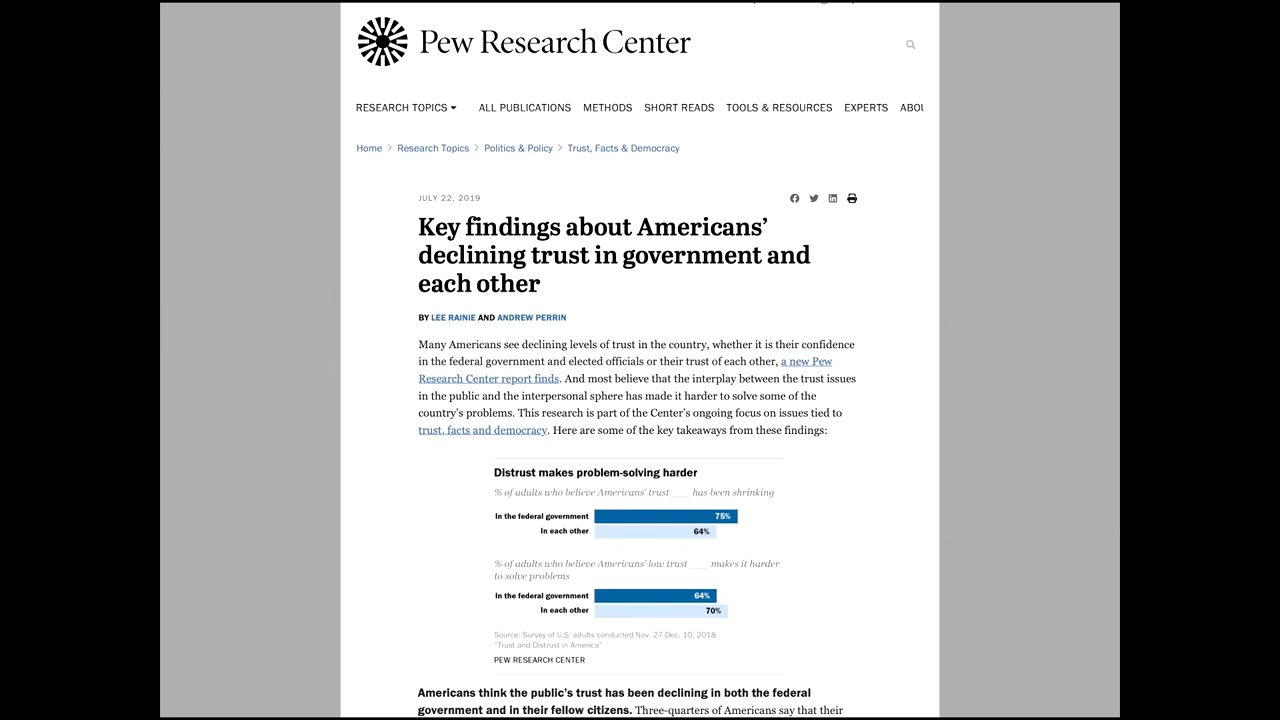 Pew Research Center
RESEARCH TOPICS ALL PUBLICATIONS METHODS SHORT READS TOOLS & RESOURCES EXPERTS ABOU
Home > Research Topics > Politics & Policy > Trust, Facts & Democracy
JULY 22, 2019
Key findings about Americans’
declining trust in government and
each other
BY LEE RAINIE AND ANDREW PERRIN
Many Americans see declining levels of trust in the country, whether it is their confidence
in the federal government and elected officials or their trust of each other, a new Pew
Research Center report finds. And most believe that the interplay between the trust issues
in the public and the interpersonal sphere has made it harder to solve some of the
country’s problems. This research is part of the Center’s ongoing focus on issues tied to
trust, facts and democracy. Here are some of the key takeaways from these findings:
Distrust makes problem-solving harder
% of adults who believe Americans’ trust ___ has been shrinking
In the federal government 75%
In each other 64%
% of adults who believe Americans’ low trust ___ makes it harder
to solve problems
In the federal government 64%
In each other 70%
Source: Survey of U.S. adults conducted Nov. 27-Dec. 10, 2018.
“Trust and Distrust in America”
PEW RESEARCH CENTER
Americans think the public’s trust has been declining in both the federal
government and in their fellow citizens. Three-quarters of Americans say that their